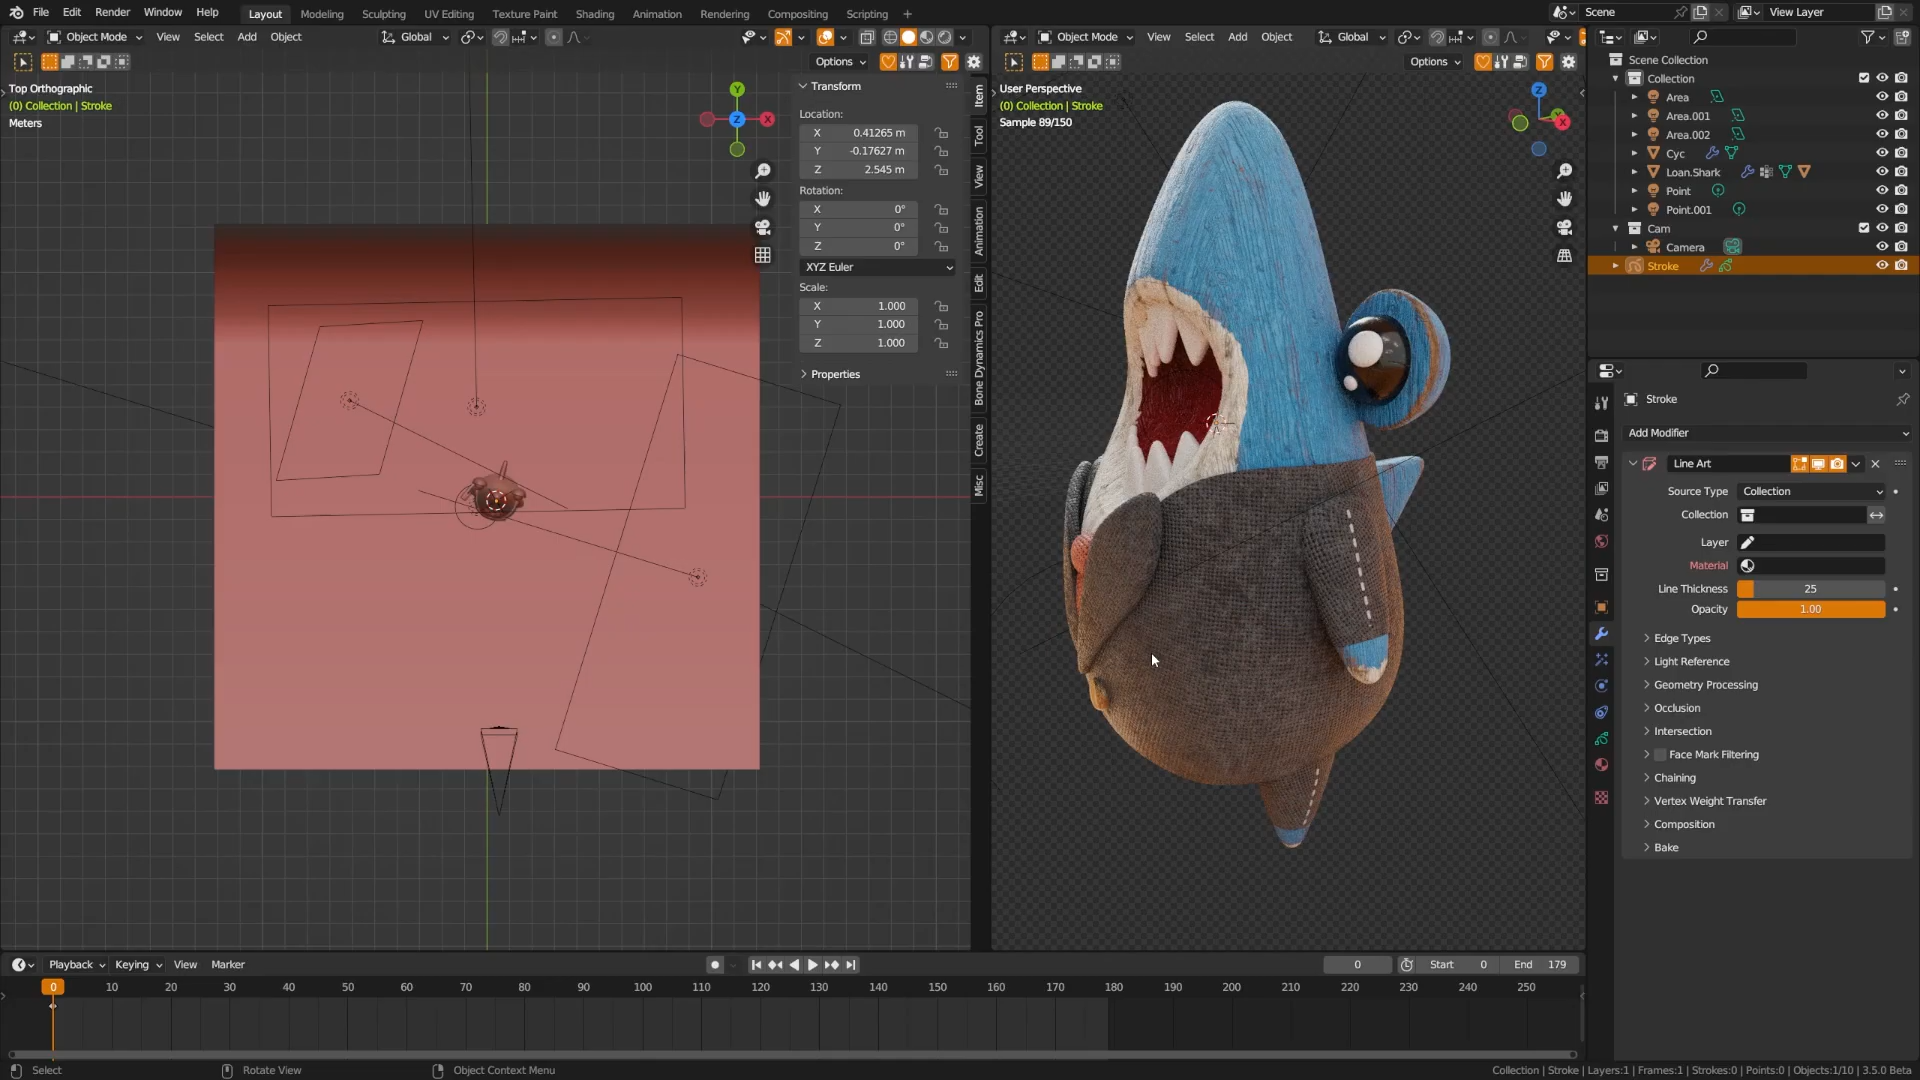 File Edit Render Window Help Layout Modeling Sculpting UV Editing Texture Paint Shading Animation Rendering Compositing Scripting + Scene View Layer
Object Mode View Select Add Object Global
Options
Top Orthographic
(0) Collection | Stroke
Meters
Y
X
Z
Transform
Location:
X 0.41265 m
Y -0.17627 m
Z 2.545 m
Rotation:
X 0°
Y 0°
Z 0°
XYZ Euler
Scale:
X 1.000
Y 1.000
Z 1.000
Properties
Item
Tool
View
Animation
Edit
Bone Dynamics Pro
Create
Misc
Object Mode View Select Add Object Global
Options
User Perspective
(0) Collection | Stroke
Sample 89/150
Z
X
Scene Collection
Collection
Area
Area.001
Area.002
Cyc
Loan.Shark
Point
Point.001
Cam
Camera
Stroke
Stroke
Add Modifier
Line Art
Source Type Collection
Collection
Layer
Material
Line Thickness 25
Opacity 1.00
Edge Types
Light Reference
Geometry Processing
Occlusion
Intersection
Face Mark Filtering
Chaining
Vertex Weight Transfer
Composition
Bake
Playback Keying View Marker 0 Start 0 End 179
0 10 20 30 40 50 60 70 80 90 100 110 120 130 140 150 160 170 180 190 200 210 220 230 240 250
Select Rotate View Object Context Menu Collection | Stroke | Layers:1 | Frames:1 | Strokes:0 | Points:0 | Objects:1/10 | 3.5.0 Beta